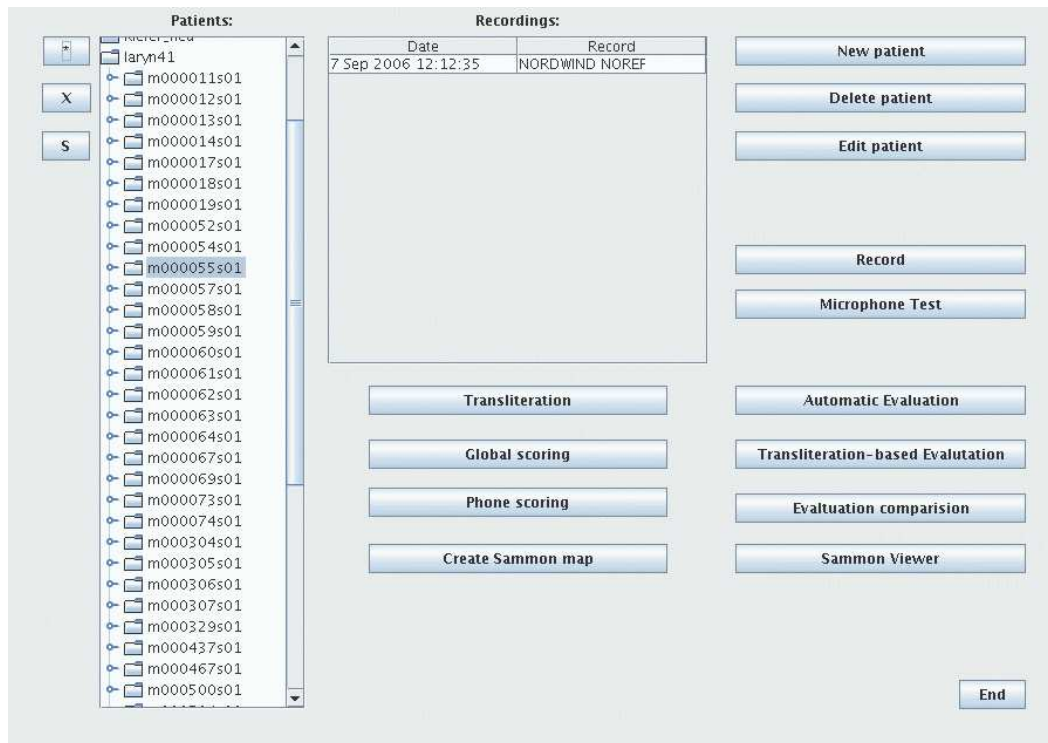 Patients:
Recordings:
*
X
S
laryn41
m000011s01
m000012s01
m000013s01
m000014s01
m000017s01
m000018s01
m000019s01
m000052s01
m000054s01
m000055s01
m000057s01
m000058s01
m000059s01
m000060s01
m000061s01
m000062s01
m000063s01
m000064s01
m000067s01
m000069s01
m000073s01
m000074s01
m000304s01
m000305s01
m000306s01
m000307s01
m000329s01
m000437s01
m000467s01
m000500s01
Date Record
7 Sep 2006 12:12:35 NORDWIND NOREF
Transliteration
Global scoring
Phone scoring
Create Sammon map
New patient
Delete patient
Edit patient
Record
Microphone Test
Automatic Evaluation
Transliteration-based Evalutation
Evaltuation comparision
Sammon Viewer
End